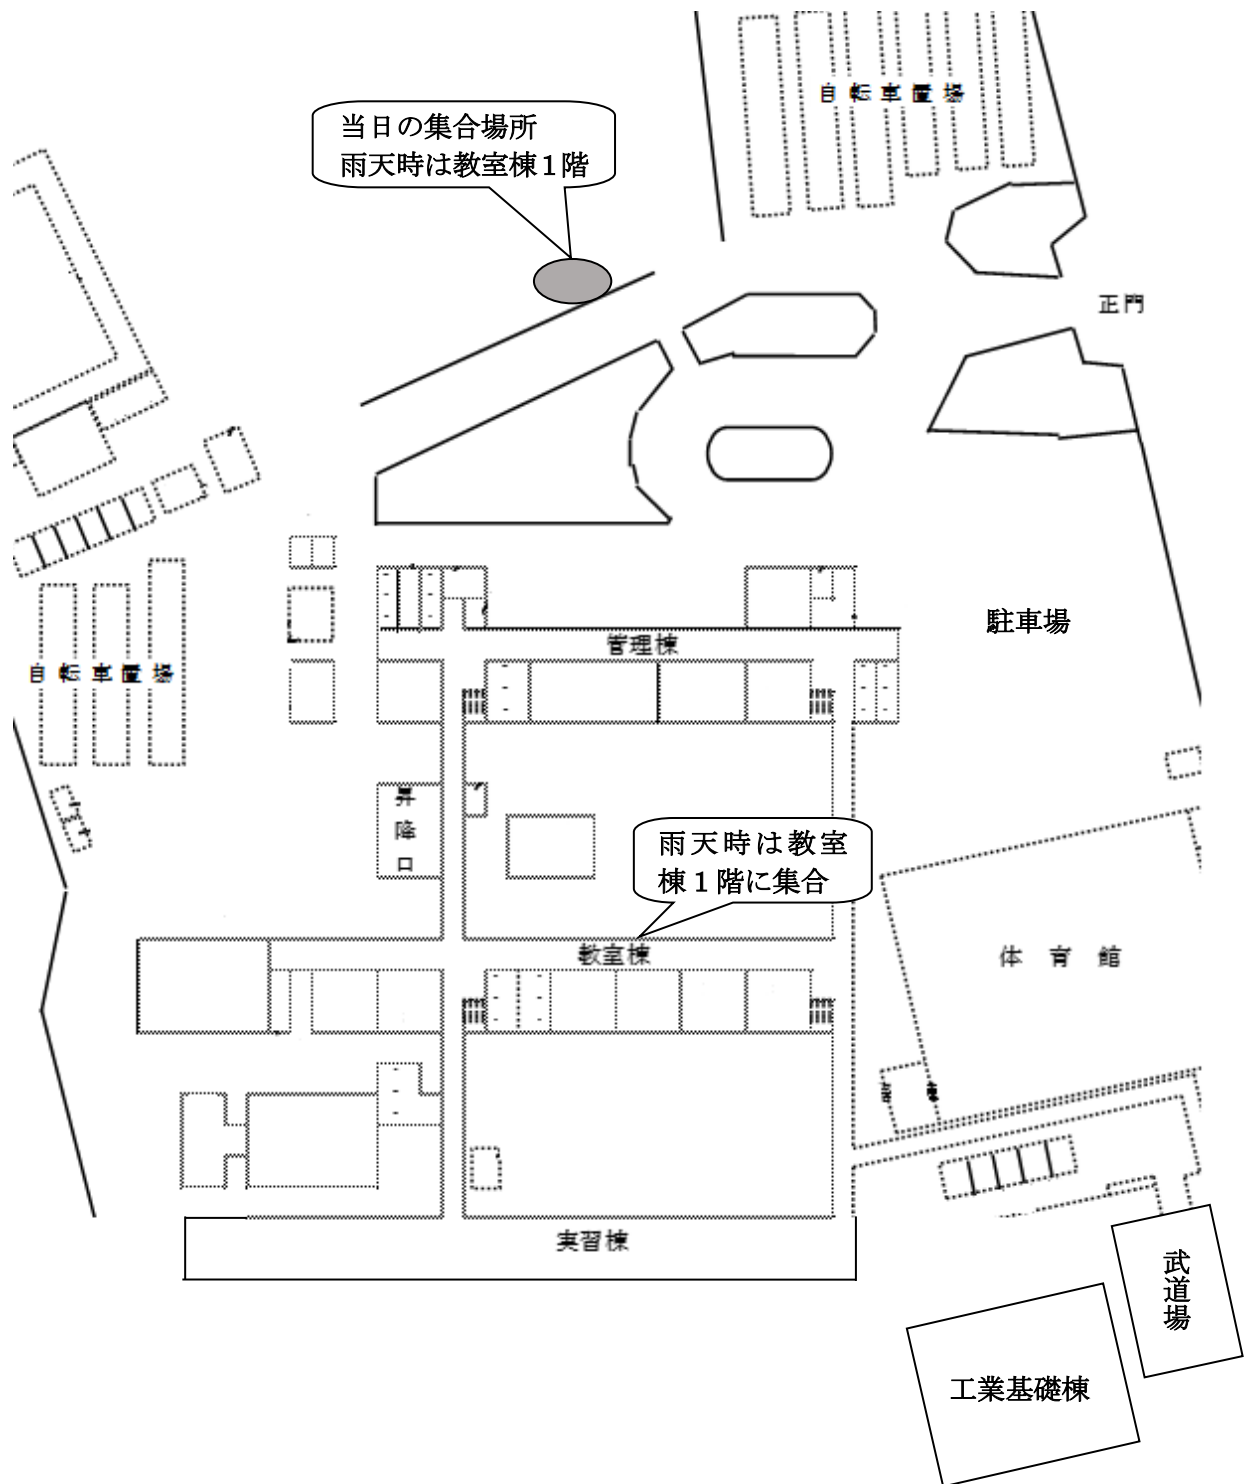 自転車置場
当日の集合場所
雨天時は教室棟１階
正門
駐車場
管理棟
自転車置場
昇降口
雨天時は教室
棟１階に集合
教室棟
体育館
実習棟
武道場
工業基礎棟